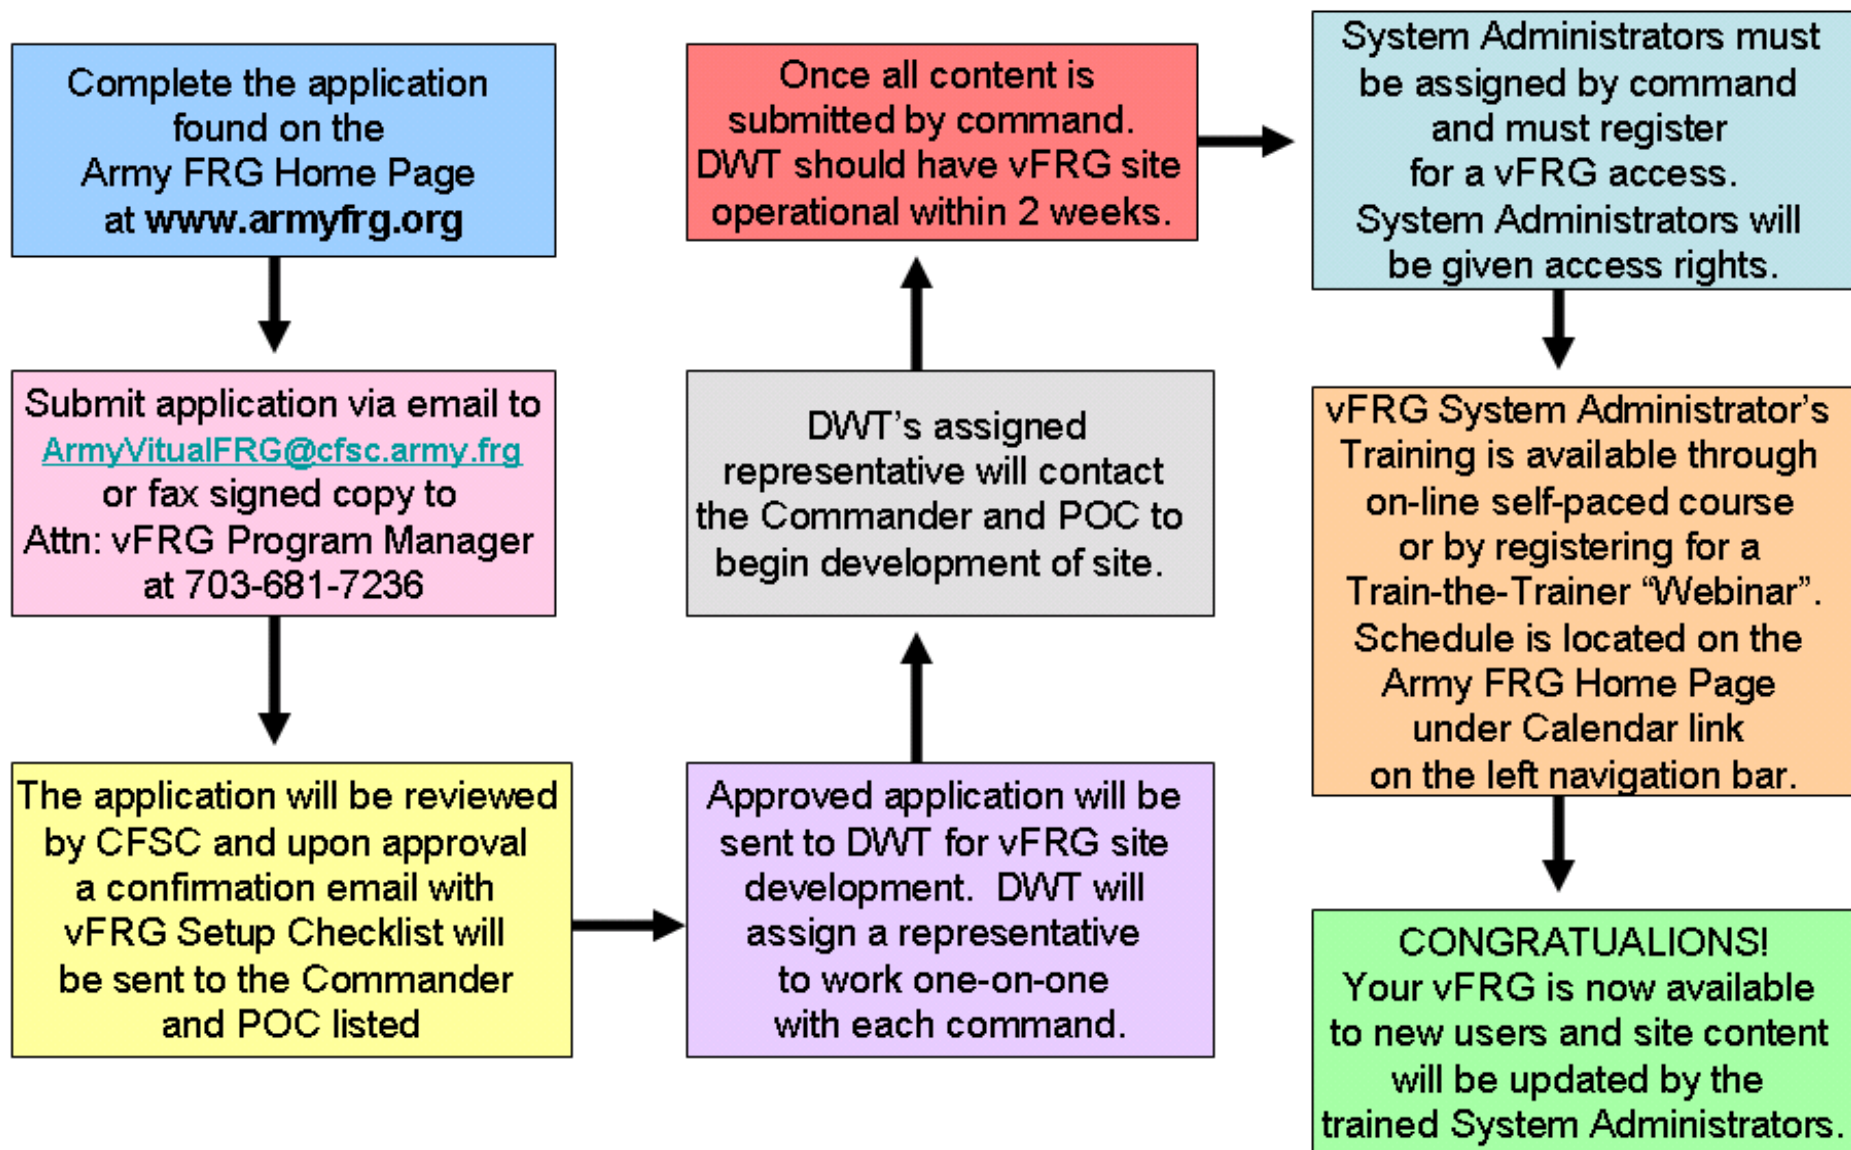 Complete the application
found on the
Army FRG Home Page
at www.armyfrg.org
Submit application via email to
ArmyVitualFRG@cfsc.army.frg
or fax signed copy to
Attn: vFRG Program Manager
at 703-681-7236
The application will be reviewed
by CFSC and upon approval
a confirmation email with
vFRG Setup Checklist will
be sent to the Commander
and POC listed
Approved application will be
sent to DWT for vFRG site
development.  DWT will
assign a representative
to work one-on-one
with each command.
DWT's assigned
representative will contact
the Commander and POC to
begin development of site.
Once all content is
submitted by command.
DWT should have vFRG site
operational within 2 weeks.
System Administrators must
be assigned by command
and must register
for a vFRG access.
System Administrators will
be given access rights.
vFRG System Administrator's
Training is available through
on-line self-paced course
or by registering for a
Train-the-Trainer “Webinar”.
Schedule is located on the
Army FRG Home Page
under Calendar link
on the left navigation bar.
CONGRATUALIONS!
Your vFRG is now available
to new users and site content
will be updated by the
trained System Administrators.